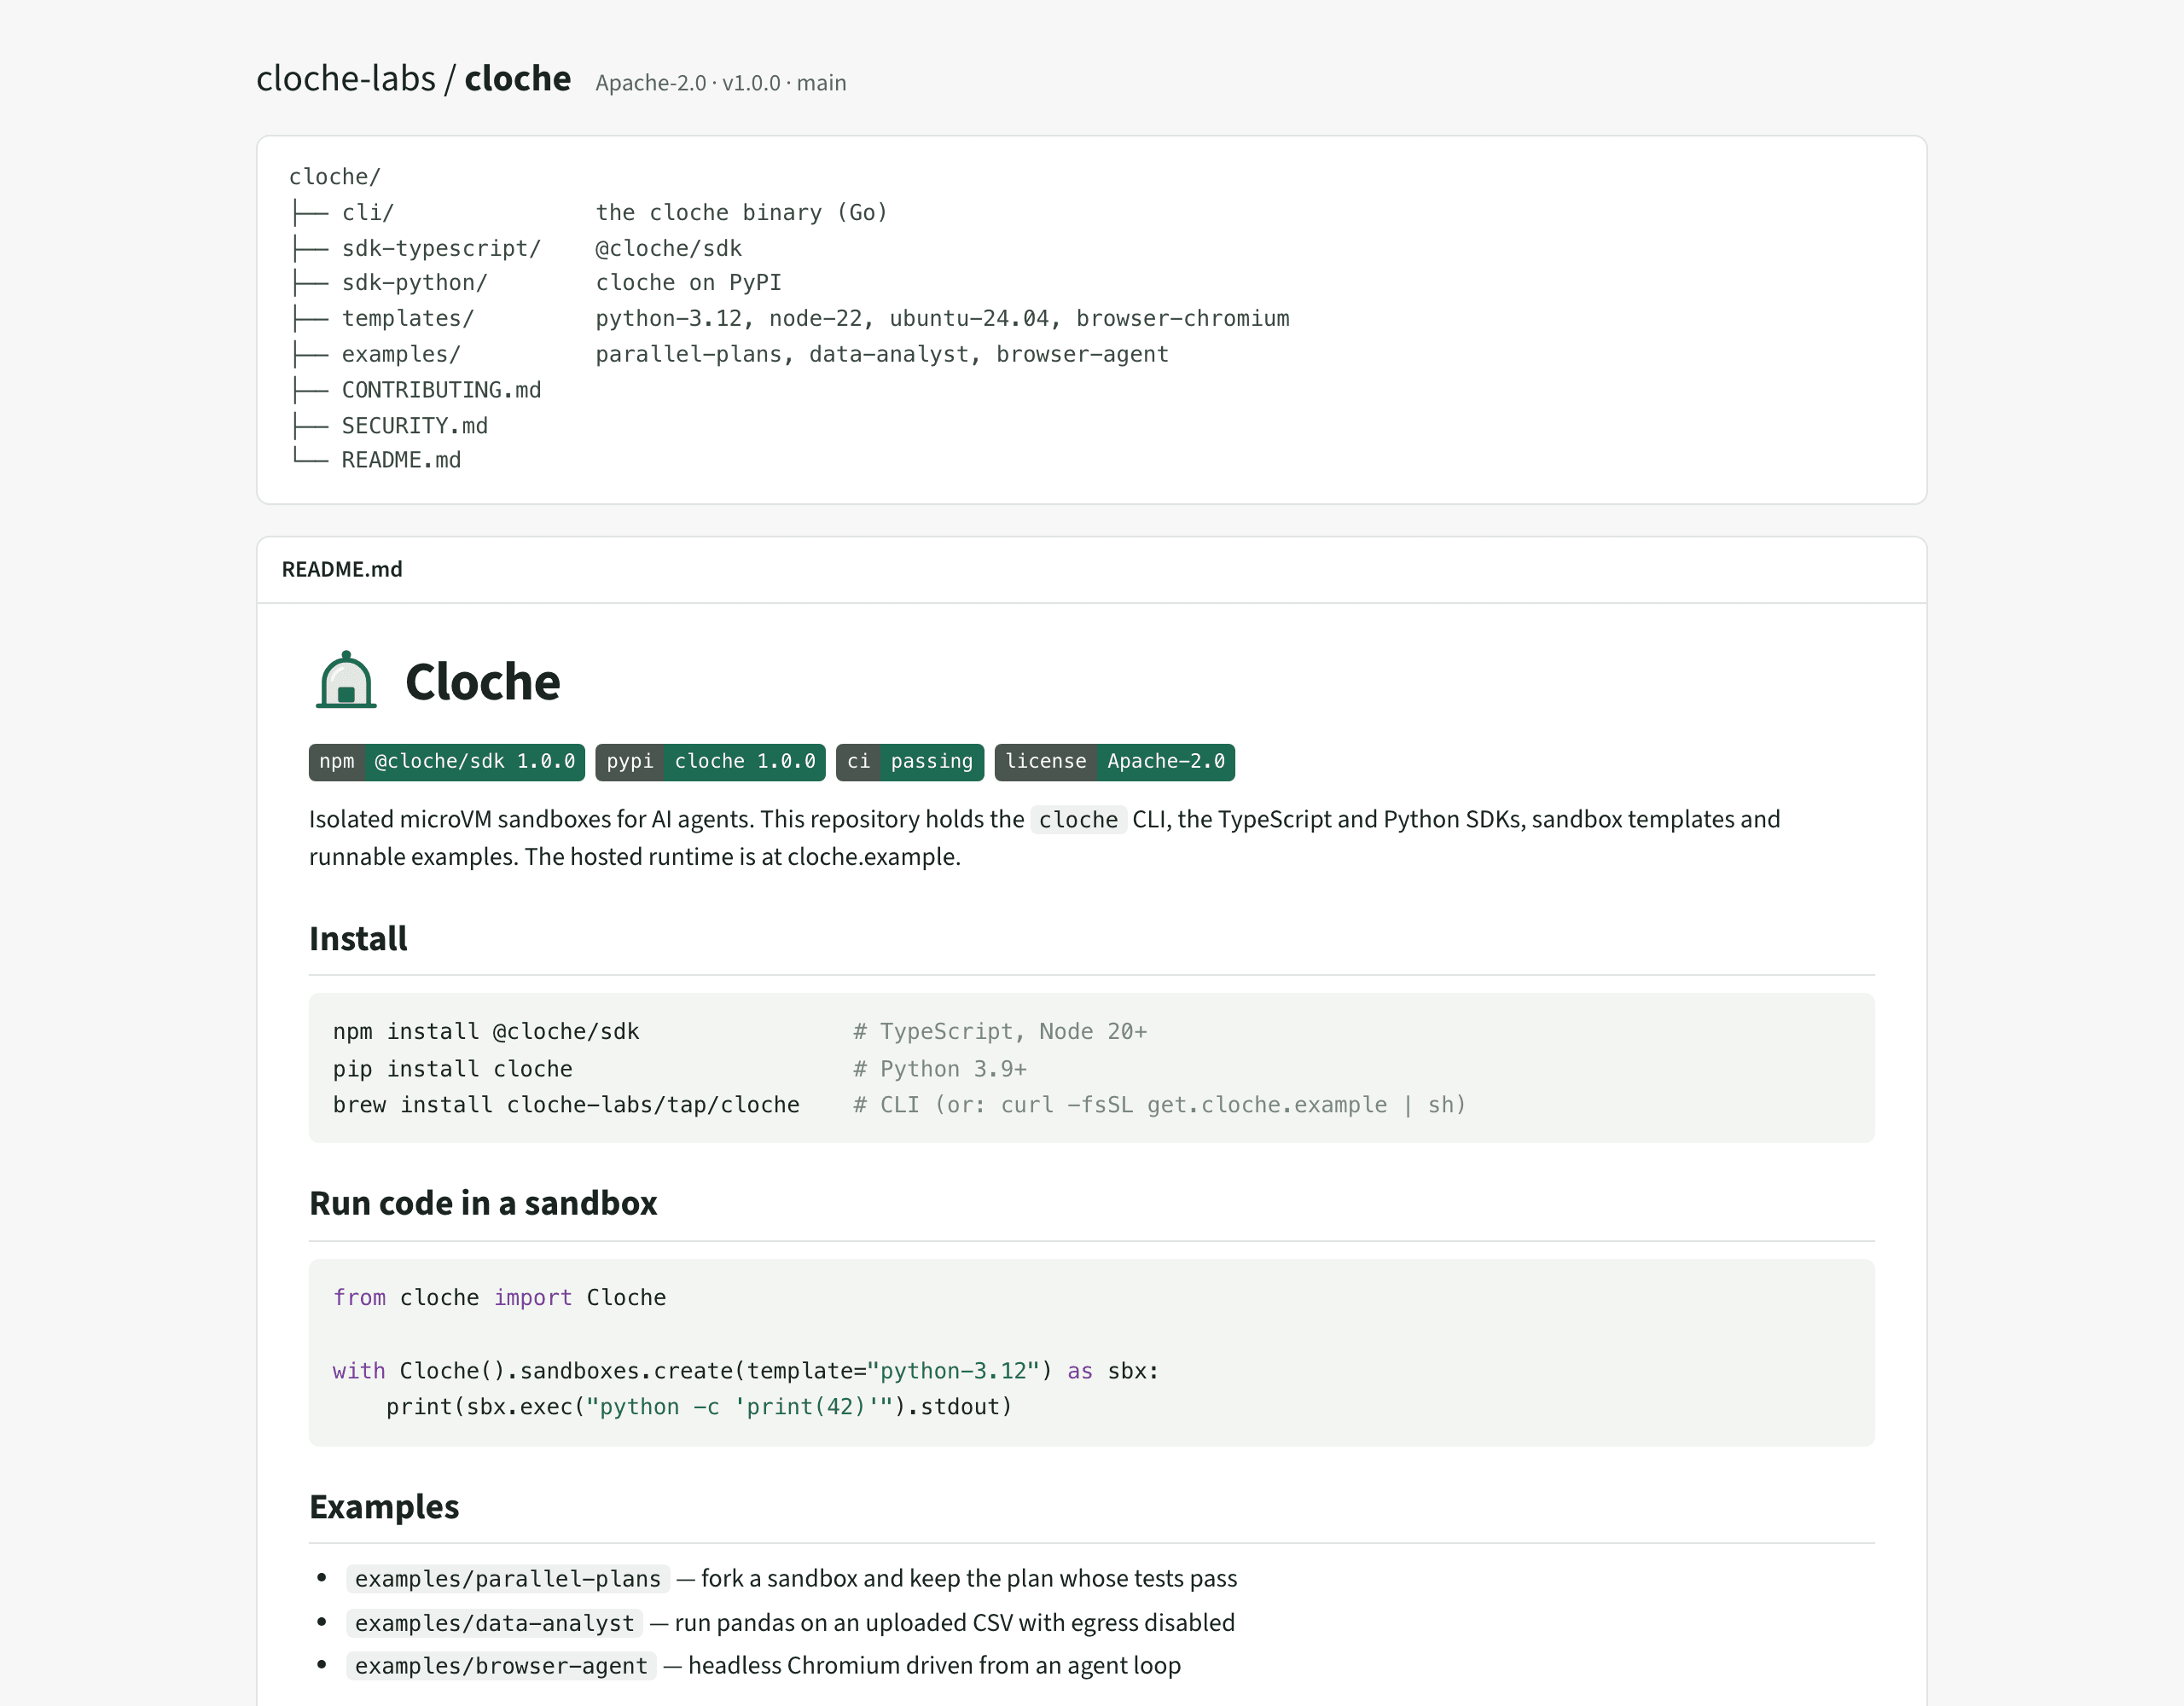 cloche-labs / cloche Apache-2.0 · v1.0.0 · main
cloche/
├── cli/               the cloche binary (Go)
├── sdk-typescript/    @cloche/sdk
├── sdk-python/        cloche on PyPI
├── templates/         python-3.12, node-22, ubuntu-24.04, browser-chromium
├── examples/          parallel-plans, data-analyst, browser-agent
├── CONTRIBUTING.md
├── SECURITY.md
└── README.md
README.md
Cloche
npm @cloche/sdk 1.0.0 pypi cloche 1.0.0 ci passing license Apache-2.0
Isolated microVM sandboxes for AI agents. This repository holds the cloche CLI, the TypeScript and Python SDKs, sandbox templates and
runnable examples. The hosted runtime is at cloche.example.
Install
npm install @cloche/sdk                # TypeScript, Node 20+
pip install cloche                     # Python 3.9+
brew install cloche-labs/tap/cloche    # CLI (or: curl -fsSL get.cloche.example | sh)
Run code in a sandbox
from cloche import Cloche
with Cloche().sandboxes.create(template="python-3.12") as sbx:
    print(sbx.exec("python -c 'print(42)'").stdout)
Examples
• examples/parallel-plans — fork a sandbox and keep the plan whose tests pass
• examples/data-analyst — run pandas on an uploaded CSV with egress disabled
• examples/browser-agent — headless Chromium driven from an agent loop